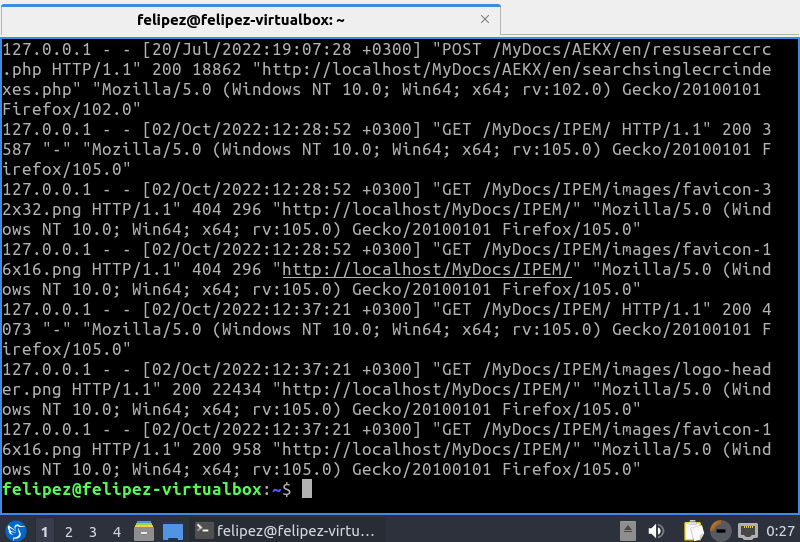 felipez@felipez-virtualbox: ~
127.0.0.1 - - [20/Jul/2022:19:07:28 +0300] "POST /MyDocs/AEKX/en/resusearccrc
.php HTTP/1.1" 200 18862 "http://localhost/MyDocs/AEKX/en/searchsinglecrcinde
xes.php" "Mozilla/5.0 (Windows NT 10.0; Win64; x64; rv:102.0) Gecko/20100101 
Firefox/102.0"
127.0.0.1 - - [02/Oct/2022:12:28:52 +0300] "GET /MyDocs/IPEM/ HTTP/1.1" 200 3
587 "-" "Mozilla/5.0 (Windows NT 10.0; Win64; x64; rv:105.0) Gecko/20100101 F
irefox/105.0"
127.0.0.1 - - [02/Oct/2022:12:28:52 +0300] "GET /MyDocs/IPEM/images/favicon-3
2x32.png HTTP/1.1" 404 296 "http://localhost/MyDocs/IPEM/" "Mozilla/5.0 (Wind
ows NT 10.0; Win64; x64; rv:105.0) Gecko/20100101 Firefox/105.0"
127.0.0.1 - - [02/Oct/2022:12:28:52 +0300] "GET /MyDocs/IPEM/images/favicon-1
6x16.png HTTP/1.1" 404 296 "http://localhost/MyDocs/IPEM/" "Mozilla/5.0 (Wind
ows NT 10.0; Win64; x64; rv:105.0) Gecko/20100101 Firefox/105.0"
127.0.0.1 - - [02/Oct/2022:12:37:21 +0300] "GET /MyDocs/IPEM/ HTTP/1.1" 200 4
073 "-" "Mozilla/5.0 (Windows NT 10.0; Win64; x64; rv:105.0) Gecko/20100101 F
irefox/105.0"
127.0.0.1 - - [02/Oct/2022:12:37:21 +0300] "GET /MyDocs/IPEM/images/logo-head
er.png HTTP/1.1" 200 22434 "http://localhost/MyDocs/IPEM/" "Mozilla/5.0 (Wind
ows NT 10.0; Win64; x64; rv:105.0) Gecko/20100101 Firefox/105.0"
127.0.0.1 - - [02/Oct/2022:12:37:21 +0300] "GET /MyDocs/IPEM/images/favicon-1
6x16.png HTTP/1.1" 200 958 "http://localhost/MyDocs/IPEM/" "Mozilla/5.0 (Wind
ows NT 10.0; Win64; x64; rv:105.0) Gecko/20100101 Firefox/105.0"
felipez@felipez-virtualbox:~$
1 2 3 4 felipez@felipez-virtu... 0:27